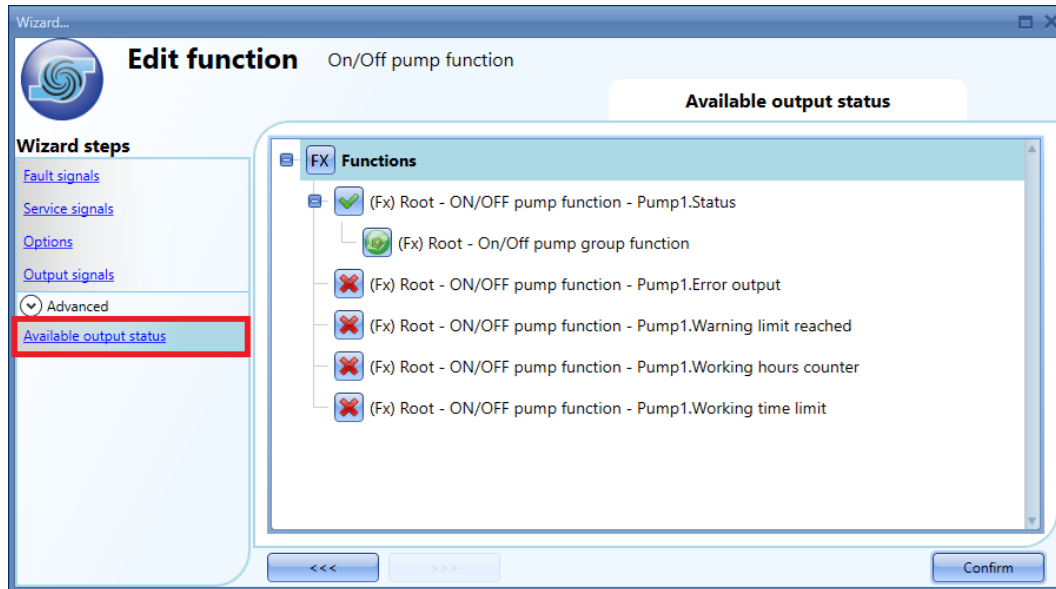 Wizard...
Edit function On/Off pump function
Available output status
Wizard steps
Fault signals
Service signals
Options
Output signals
Advanced
Available output status
FX Functions
(Fx) Root - ON/OFF pump function - Pump1.Status
(Fx) Root - On/Off pump group function
(Fx) Root - ON/OFF pump function - Pump1.Error output
(Fx) Root - ON/OFF pump function - Pump1.Warning limit reached
(Fx) Root - ON/OFF pump function - Pump1.Working hours counter
(Fx) Root - ON/OFF pump function - Pump1.Working time limit
<<< >>> Confirm